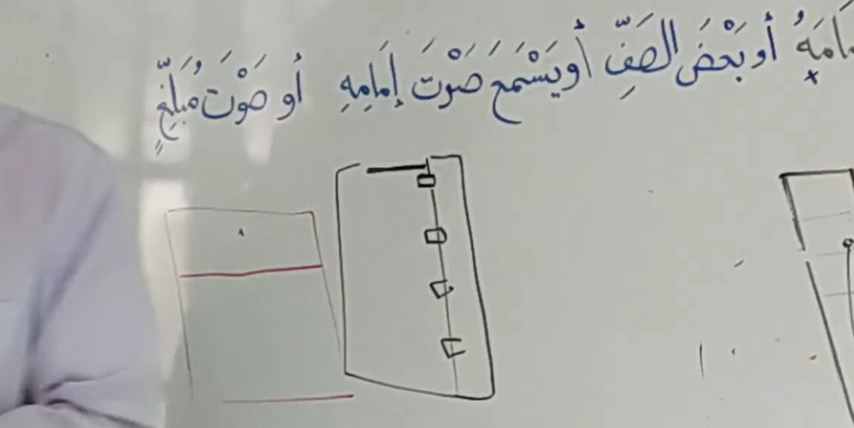 أو بَعْضَ الصَفِّ أو يَسْمَعَ صَوْتَ إِمَامِهِ أو صَوْتَ مُبَلِّغٍ